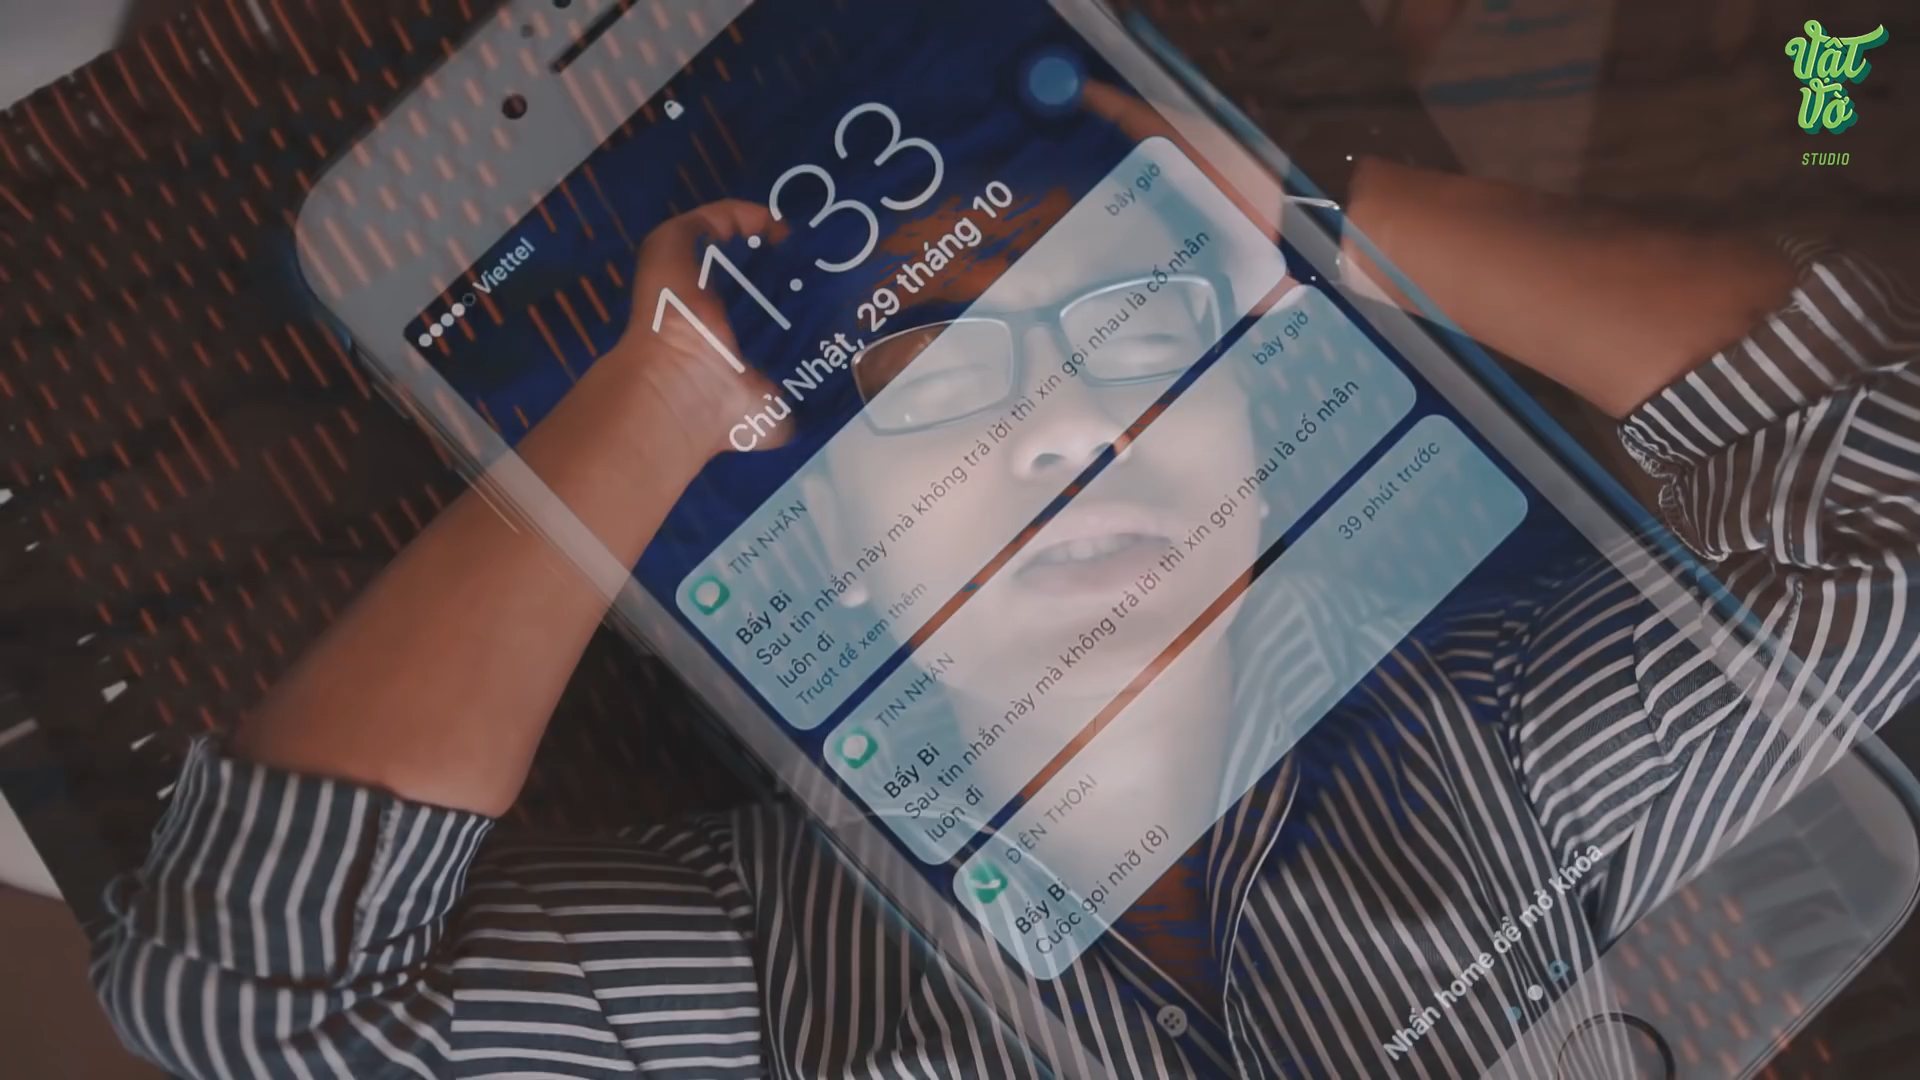 Vật
Vờ
STUDIO
Viettel
11:33
Chủ Nhật, 29 tháng 10
TIN NHẮN
bây giờ
Bấy Bi
Sau tin nhắn này mà không trả lời thì xin gọi nhau là cố nhân
luôn đi
Trượt để xem thêm
TIN NHẮN
bây giờ
Bấy Bi
Sau tin nhắn này mà không trả lời thì xin gọi nhau là cố nhân
luôn đi
ĐIỆN THOẠI
39 phút trước
Bấy Bi
Cuộc gọi nhỡ (8)
Nhấn home để mở khóa